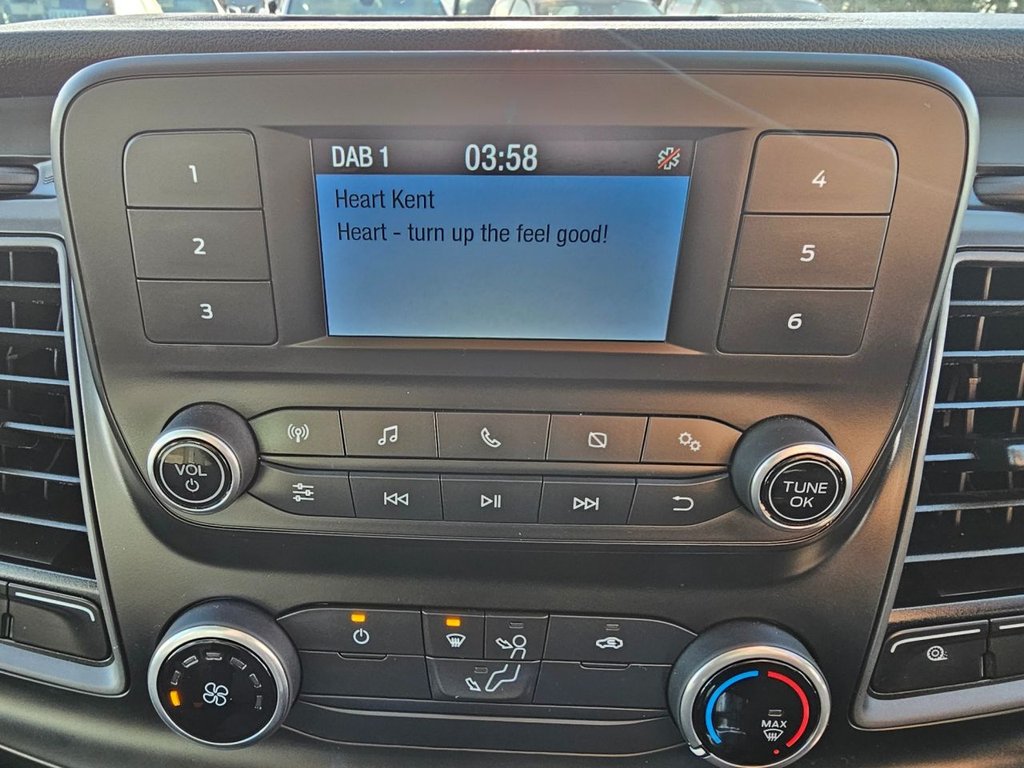 DAB 1 03:58
Heart Kent
Heart - turn up the feel good!
1
2
3
4
5
6
VOL
TUNE
OK
MAX